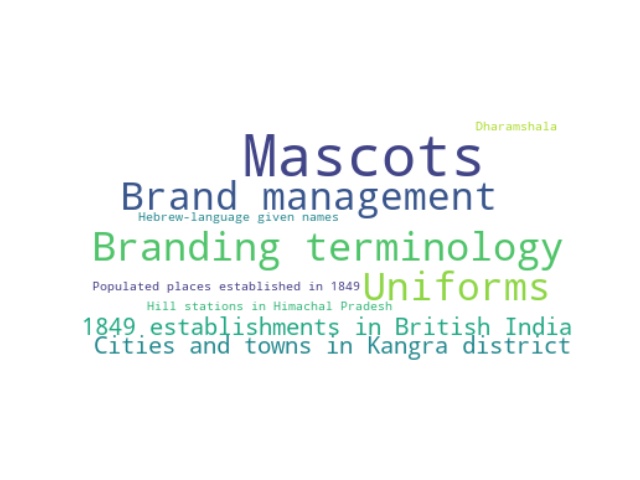 Dharamshala
Mascots
Brand management
Hebrew-language given names
Branding terminology
Populated places established in 1849
Uniforms
Hill stations in Himachal Pradesh
1849 establishments in British India
Cities and towns in Kangra district